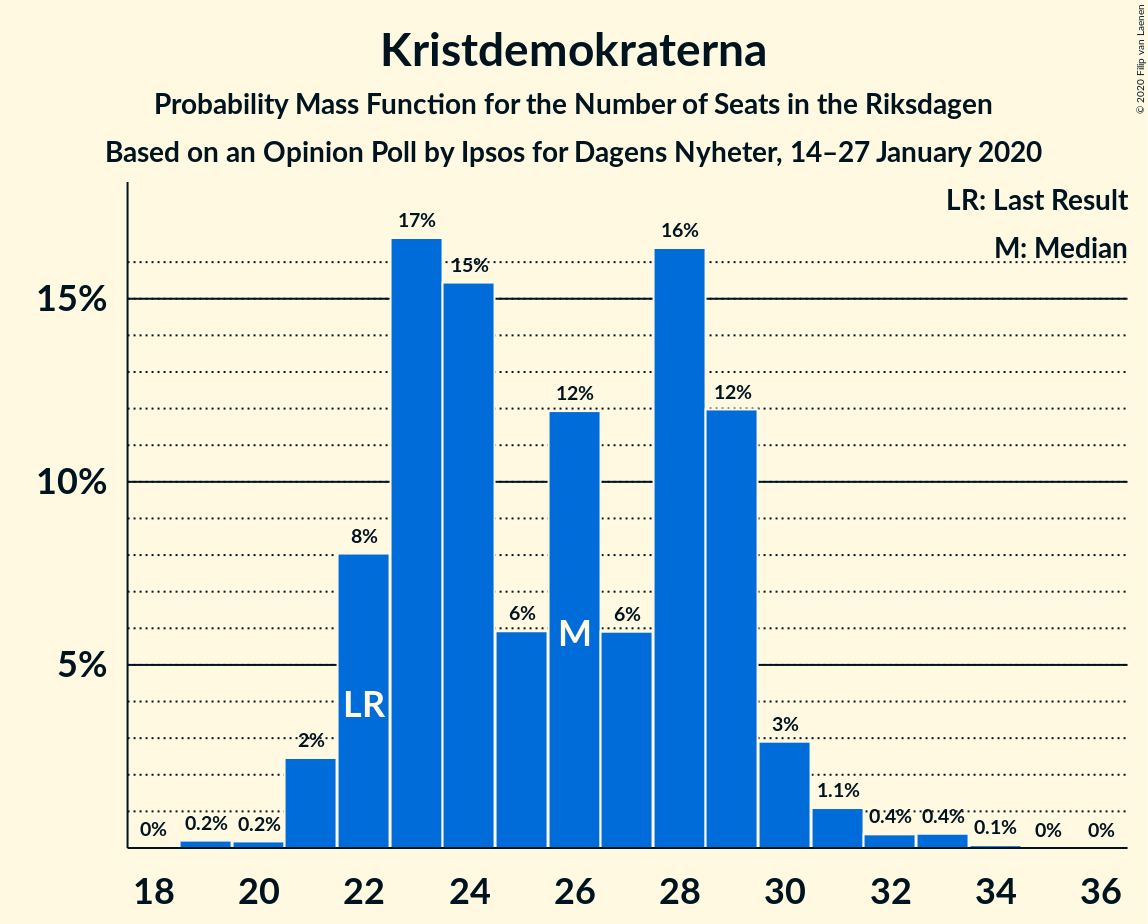 Kristdemokraterna
Probability Mass Function for the Number of Seats in the Riksdagen
Based on an Opinion Poll by Ipsos for Dagens Nyheter, 14–27 January 2020
© 2020 Filip van Laenen
LR: Last Result
M: Median
15%
10%
5%
0%
0.2%
0.2%
2%
8%
17%
15%
6%
12%
6%
16%
12%
3%
1.1%
0.4%
0.4%
0.1%
0%
0%
LR
M
18 20 22 24 26 28 30 32 34 36